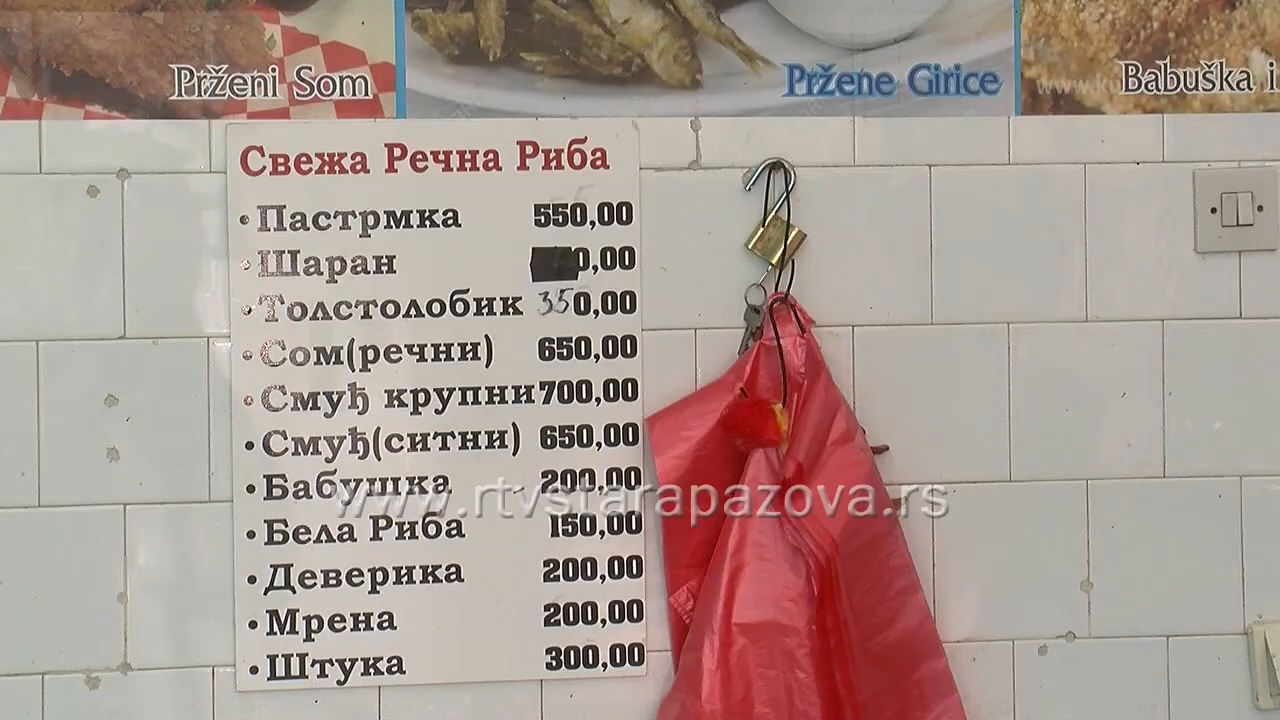 Prženi Som
Pržene Girice
Babuška i
Свежа Речна Риба
• Пастрмка 550,00
• Шаран 0,00
• Толстолобик 350,00
• Сом(речни) 650,00
• Смуђ крупни 700,00
• Смуђ(ситни) 650,00
• Бабушка 200,00
• Бела Риба 150,00
• Деверика 200,00
• Мрена 200,00
• Штука 300,00
www.rtvstarapazova.rs